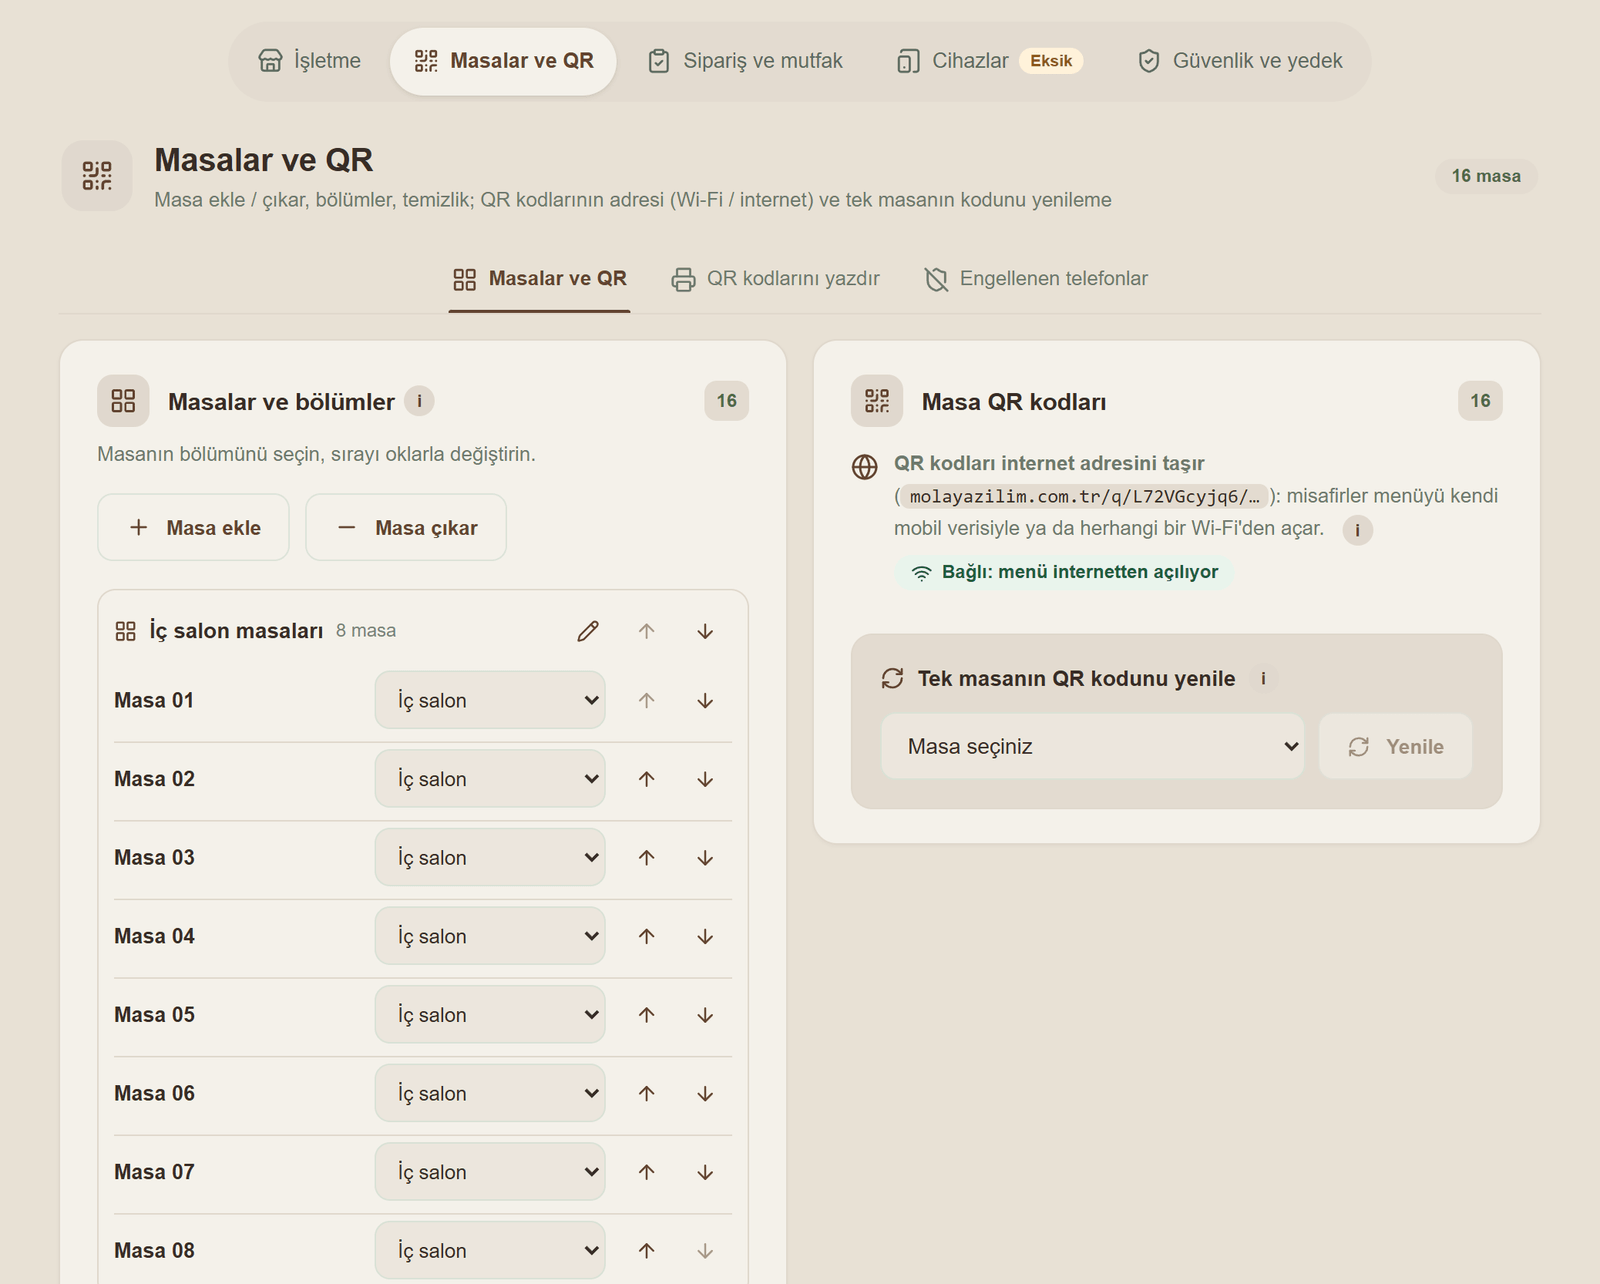 İşletme
Masalar ve QR
Sipariş ve mutfak
Cihazlar
Eksik
Güvenlik ve yedek
Masalar ve QR
Masa ekle / çıkar, bölümler, temizlik; QR kodlarının adresi (Wi-Fi / internet) ve tek masanın kodunu yenileme
16 masa
Masalar ve QR
QR kodlarını yazdır
Engellenen telefonlar
Masalar ve bölümler
i
16
Masanın bölümünü seçin, sırayı oklarla değiştirin.
+ Masa ekle
− Masa çıkar
İç salon masaları 8 masa
Masa 01 İç salon
Masa 02 İç salon
Masa 03 İç salon
Masa 04 İç salon
Masa 05 İç salon
Masa 06 İç salon
Masa 07 İç salon
Masa 08 İç salon
Masa QR kodları
16
QR kodları internet adresini taşır
(molayazilim.com.tr/q/L72VGcyjq6/…): misafirler menüyü kendi
mobil verisiyle ya da herhangi bir Wi-Fi'den açar. i
Bağlı: menü internetten açılıyor
Tek masanın QR kodunu yenile i
Masa seçiniz
Yenile